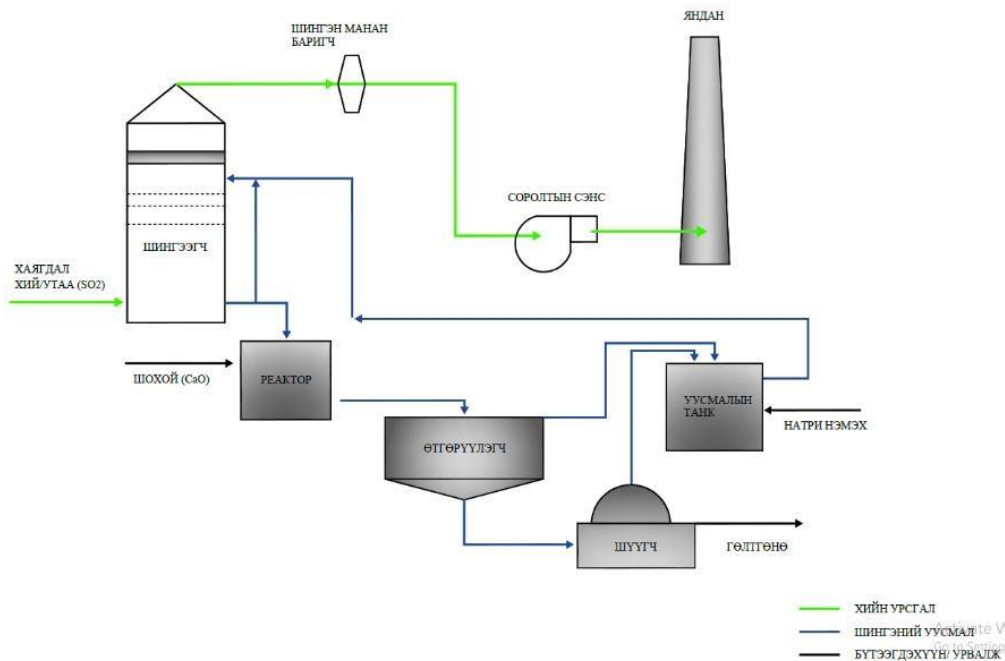 ШИНГЭН МАНАН
БАРИГЧ
ЯНДАН
СОРОЛТЫН СЭНС
ШИНГЭЭГЧ
ХАЯГДАЛ
ХИЙ/УТАА (SO2)
ШОХОЙ (CaO)
РЕАКТОР
УУСМАЛЫН
ТАНК
НАТРИ НЭМЭХ
ӨТГӨРҮҮЛЭГЧ
ШҮҮГЧ
ГӨЛТГӨНӨ
ХИЙН УРСГАЛ
ШИНГЭНИЙ УУСМАЛ
БҮТЭЭГДЭХҮҮН/ УРВАЛЖ